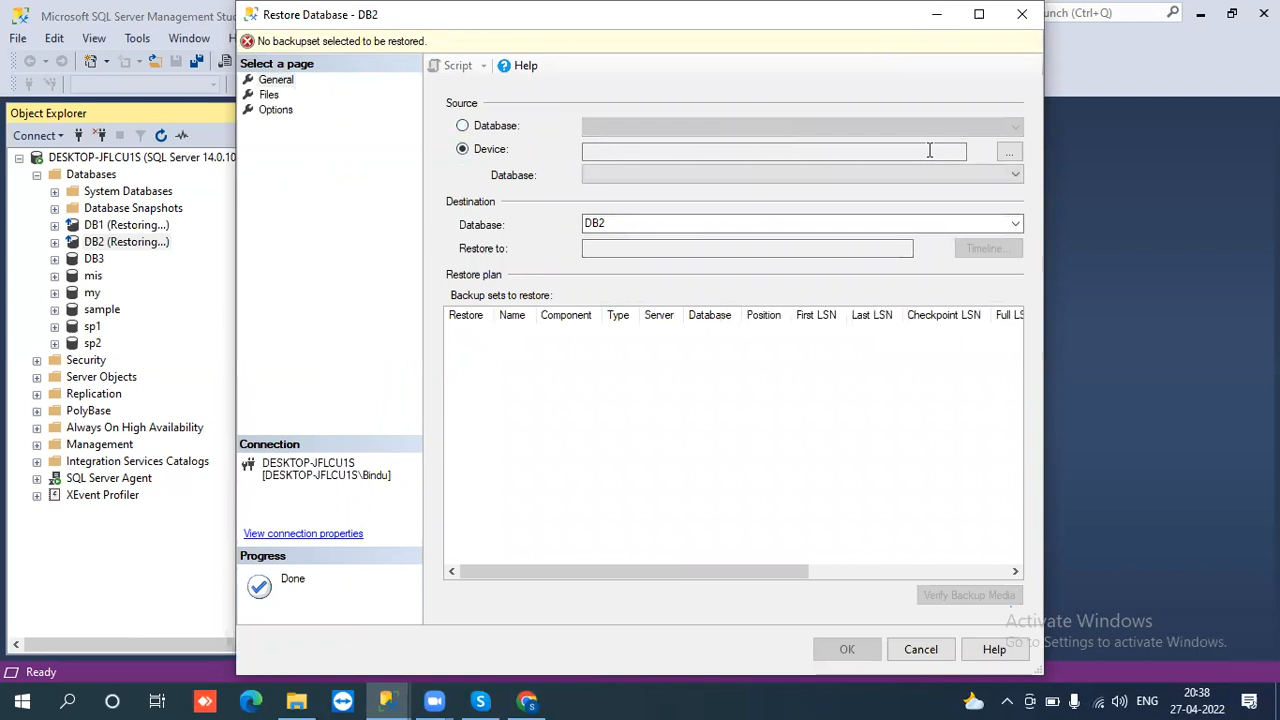 Microsoft SQL Server Management Stud
Restore Database - DB2
unch (Ctrl+Q)
File Edit View Tools Window
No backupset selected to be restored.
Select a page
General
Files
Options
Script
Help
Object Explorer
Connect
DESKTOP-JFLCU1S (SQL Server 14.0.10
Databases
System Databases
Database Snapshots
DB1 (Restoring...)
DB2 (Restoring...)
DB3
mis
my
sample
sp1
sp2
Security
Server Objects
Replication
PolyBase
Always On High Availability
Management
Integration Services Catalogs
SQL Server Agent
XEvent Profiler
Source
Database:
Device:
...
Database:
Destination
Database: DB2
Restore to:
Timeline...
Restore plan
Backup sets to restore:
Restore Name Component Type Server Database Position First LSN Last LSN Checkpoint LSN Full LS
Connection
DESKTOP-JFLCU1S
[DESKTOP-JFLCU1S\Bindu]
View connection properties
Progress
Done
Verify Backup Media
OK Cancel Help
Activate Windows
Go to Settings to activate Windows.
Ready
ENG
20:38
27-04-2022